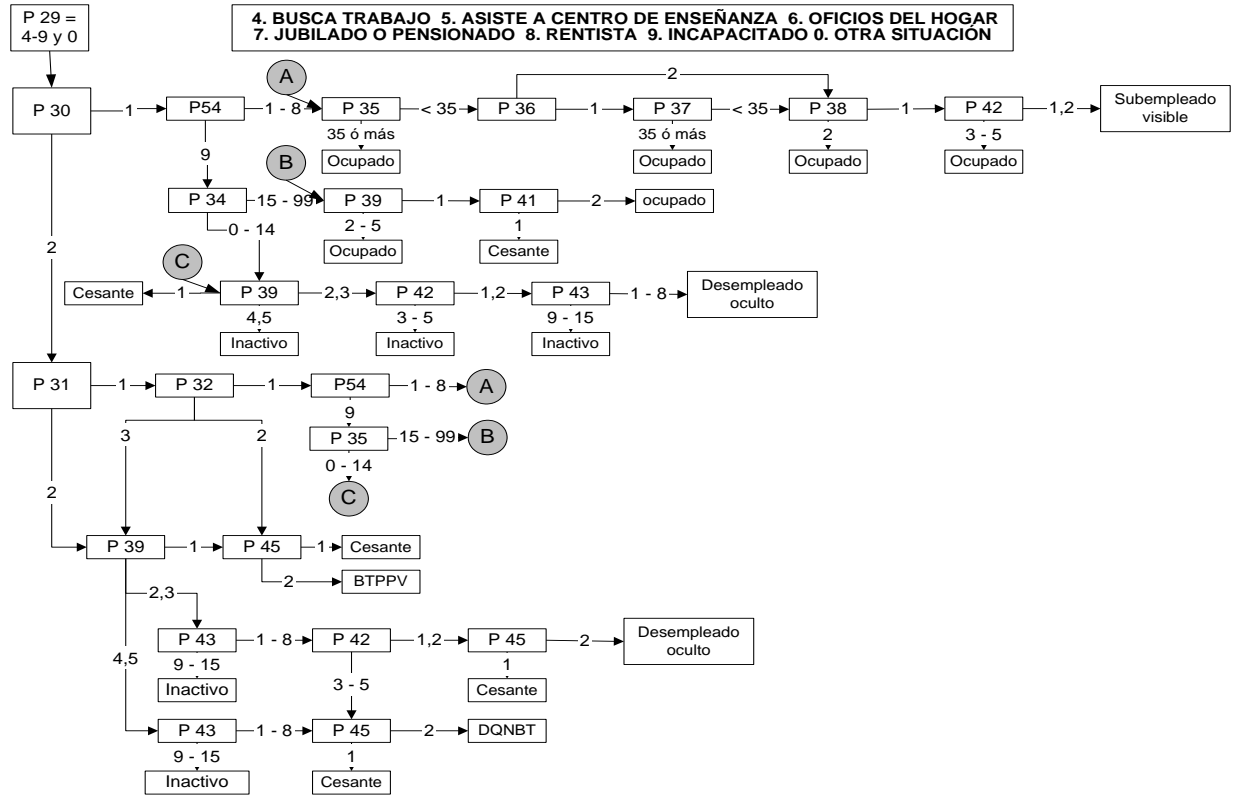 P 29 =
4-9 y 0
4. BUSCA TRABAJO 5. ASISTE A CENTRO DE ENSEÑANZA 6. OFICIOS DEL HOGAR
7. JUBILADO O PENSIONADO 8. RENTISTA 9. INCAPACITADO 0. OTRA SITUACIÓN
A
2
P 30
1
P54
1 - 8
P 35
< 35
P 36
1
P 37
< 35
P 38
1
P 42
1,2
Subempleado
visible
9
35 ó más
35 ó más
2
3 - 5
B
Ocupado
Ocupado
Ocupado
Ocupado
P 34
15 - 99
P 39
1
P 41
2
ocupado
0 - 14
2 - 5
1
2
Ocupado
Cesante
C
Cesante
1
P 39
2,3
P 42
1,2
P 43
1 - 8
Desempleado
oculto
4,5
3 - 5
9 - 15
Inactivo
Inactivo
Inactivo
P 31
1
P 32
1
P54
1 - 8
A
9
3
2
P 35
15 - 99
B
0 - 14
2
C
P 39
1
P 45
1
Cesante
2
BTPPV
2,3
P 43
1 - 8
P 42
1,2
P 45
2
Desempleado
oculto
4,5
9 - 15
1
Inactivo
3 - 5
Cesante
P 43
1 - 8
P 45
2
DQNBT
9 - 15
1
Inactivo
Cesante